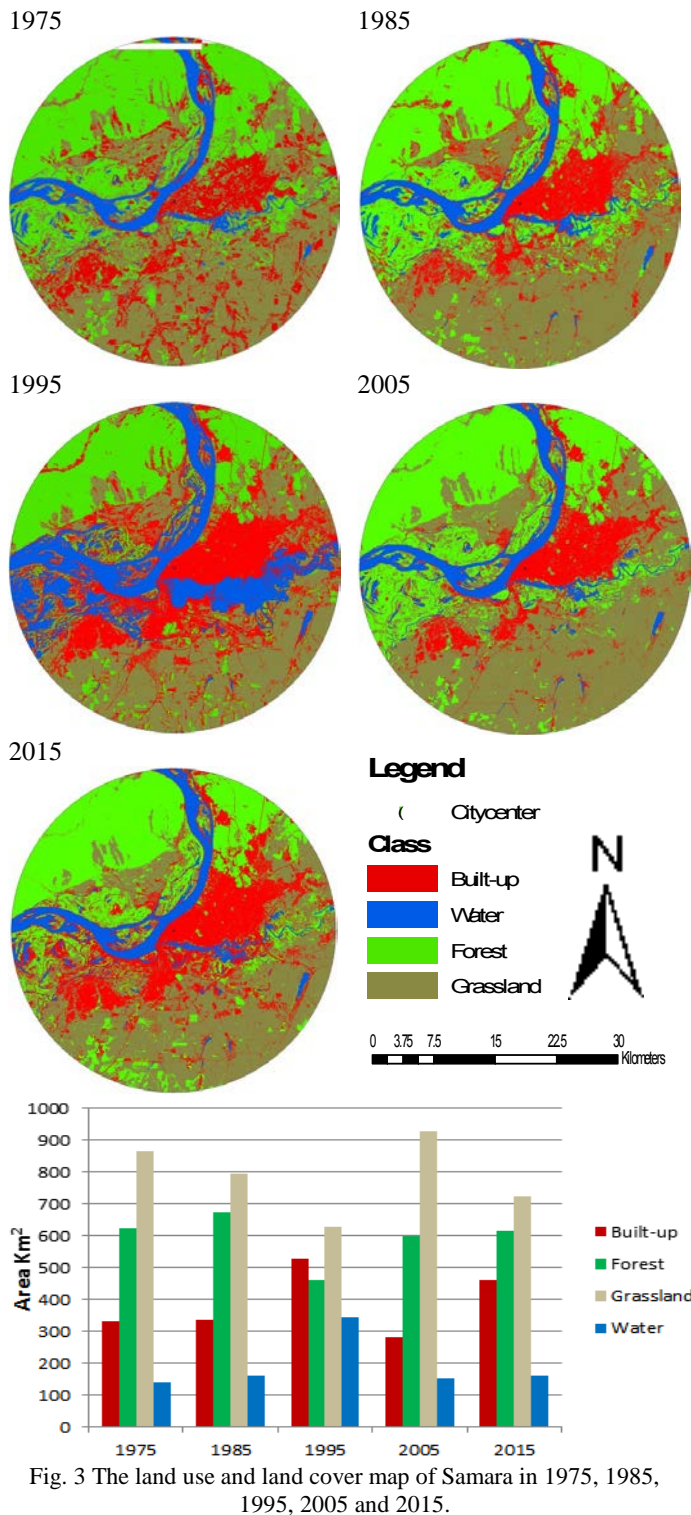 1975
1985
1995
2005
2015
Legend
( Citycenter
Class
Built-up
Water
Forest
Grassland
N
0 3.75 7.5 15 22.5 30
Kilometers
1000
900
800
700
600
500
400
300
200
100
0
Area Km²
1975 1985 1995 2005 2015
Built-up
Forest
Grassland
Water
Fig. 3 The land use and land cover map of Samara in 1975, 1985,
1995, 2005 and 2015.